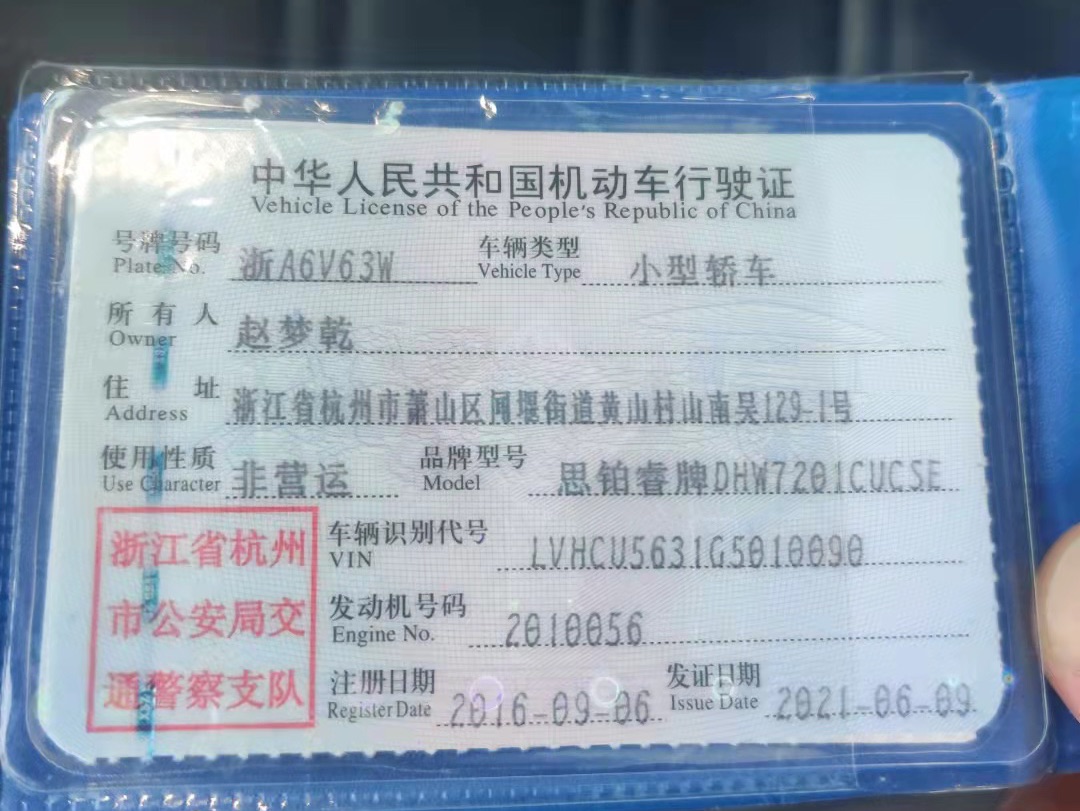 中华人民共和国机动车行驶证
Vehicle License of the People's Republic of China
号牌号码 浙A6V63W 车辆类型 小型轿车
Plate No. Vehicle Type
所有人 赵梦乾
Owner
住址 浙江省杭州市萧山区闻堰街道黄山村山南吴129-1号
Address
使用性质 非营运 品牌型号 思铂睿牌DHW7201CUCSE
Use Character Model
浙江省杭州
市公安局交
通警察支队
车辆识别代号 LVHCU5631G5010090
VIN
发动机号码 2010056
Engine No.
注册日期 2016-09-06 发证日期 2021-06-09
Register Date Issue Date